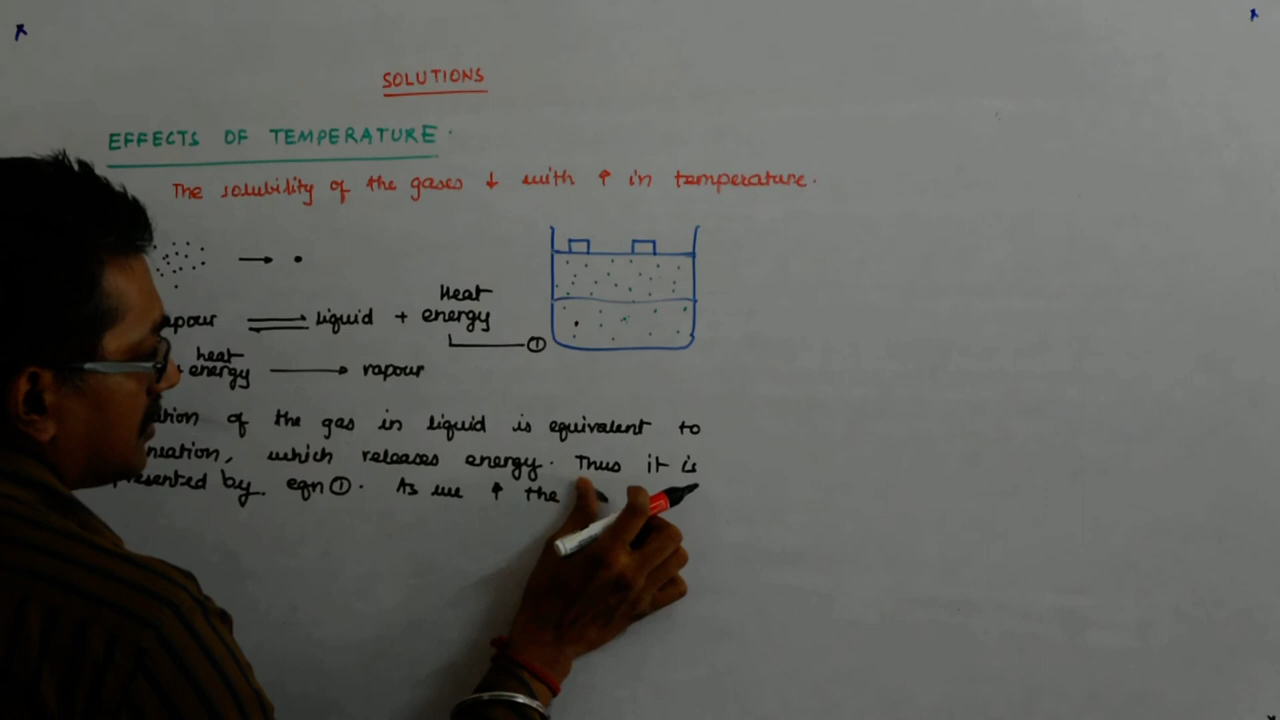 SOLUTIONS
EFFECTS OF TEMPERATURE.
The solubility of the gases ↓ with ↑ in temperature.
→
Heat
⇌ liquid + energy
①
heat
energy → vapour
of the gas in liquid is equivalent to
which releases energy. Thus it is
by eqn ①. As we ↑ the